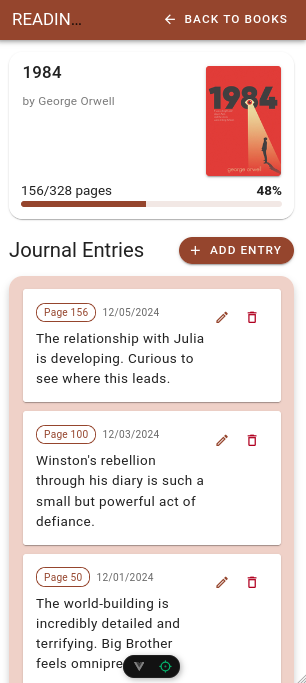 READIN...
BACK TO BOOKS
1984
by George Orwell
1984
george orwell
156/328 pages
48%
Journal Entries
ADD ENTRY
Page 156
12/05/2024
The relationship with Julia
is developing. Curious to
see where this leads.
Page 100
12/03/2024
Winston's rebellion
through his diary is such a
small but powerful act of
defiance.
Page 50
12/01/2024
The world-building is
incredibly detailed and
terrifying. Big Brother
feels